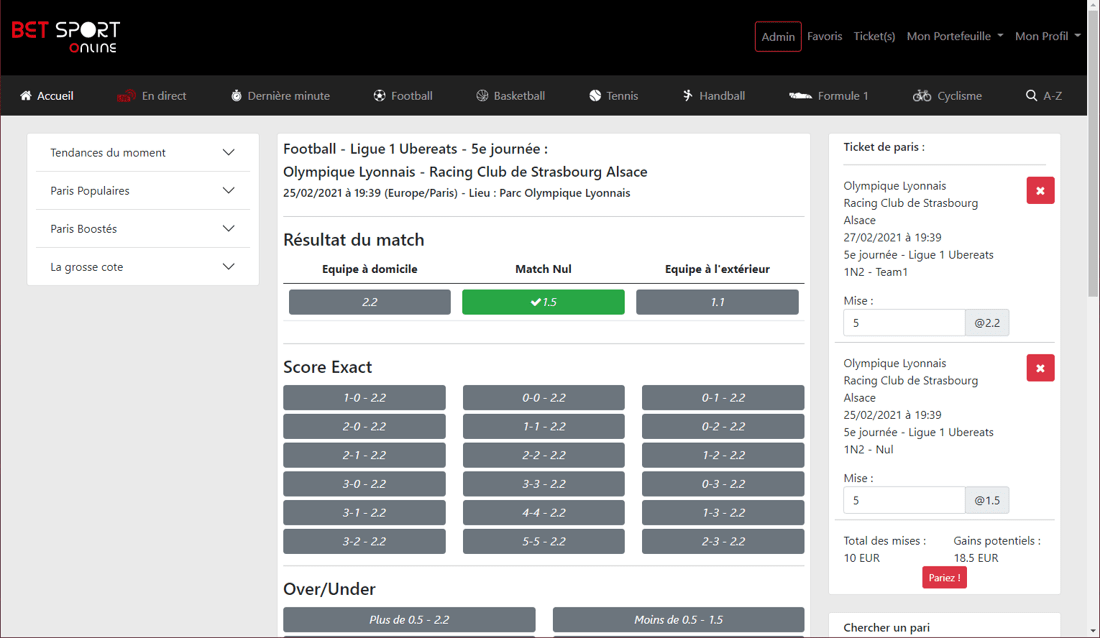 BET SPORT
ONLINE
Admin Favoris Ticket(s) Mon Portefeuille Mon Profil
Accueil En direct Dernière minute Football Basketball Tennis Handball Formule 1 Cyclisme A-Z
Tendances du moment
Paris Populaires
Paris Boostés
La grosse cote
Football - Ligue 1 Ubereats - 5e journée :
Olympique Lyonnais - Racing Club de Strasbourg Alsace
25/02/2021 à 19:39 (Europe/Paris) - Lieu : Parc Olympique Lyonnais
Résultat du match
Equipe à domicile Match Nul Equipe à l'extérieur
2.2 1.5 1.1
Score Exact
1-0 - 2.2 0-0 - 2.2 0-1 - 2.2
2-0 - 2.2 1-1 - 2.2 0-2 - 2.2
2-1 - 2.2 2-2 - 2.2 1-2 - 2.2
3-0 - 2.2 3-3 - 2.2 0-3 - 2.2
3-1 - 2.2 4-4 - 2.2 1-3 - 2.2
3-2 - 2.2 5-5 - 2.2 2-3 - 2.2
Over/Under
Plus de 0.5 - 2.2 Moins de 0.5 - 1.5
Ticket de paris :
Olympique Lyonnais
Racing Club de Strasbourg
Alsace
27/02/2021 à 19:39
5e journée - Ligue 1 Ubereats
1N2 - Team1
Mise :
5 @2.2
Olympique Lyonnais
Racing Club de Strasbourg
Alsace
25/02/2021 à 19:39
5e journée - Ligue 1 Ubereats
1N2 - Nul
Mise :
5 @1.5
Total des mises : Gains potentiels :
10 EUR 18.5 EUR
Pariez !
Chercher un pari